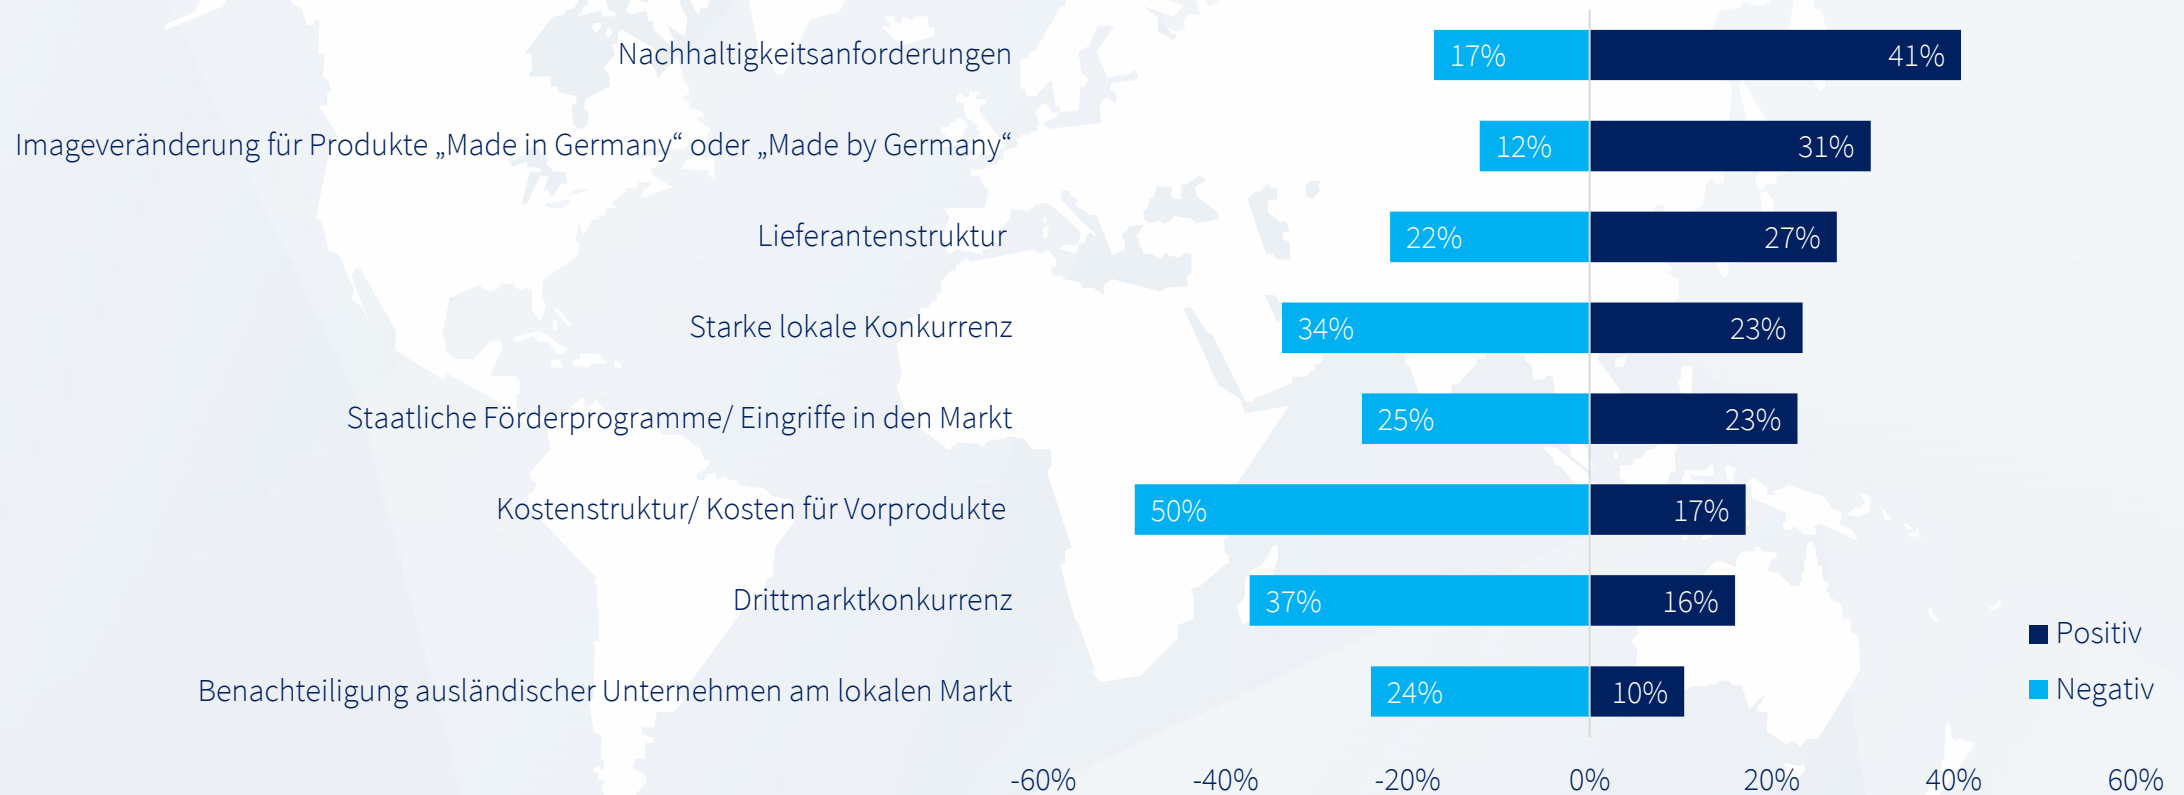 Nachhaltigkeitsanforderungen 17% 41%
Imageveränderung für Produkte „Made in Germany“ oder „Made by Germany“ 12% 31%
Lieferantenstruktur 22% 27%
Starke lokale Konkurrenz 34% 23%
Staatliche Förderprogramme/ Eingriffe in den Markt 25% 23%
Kostenstruktur/ Kosten für Vorprodukte 50% 17%
Drittmarktkonkurrenz 37% 16%
Positiv
Benachteiligung ausländischer Unternehmen am lokalen Markt 24% 10%
Negativ
-60% -40% -20% 0% 20% 40% 60%